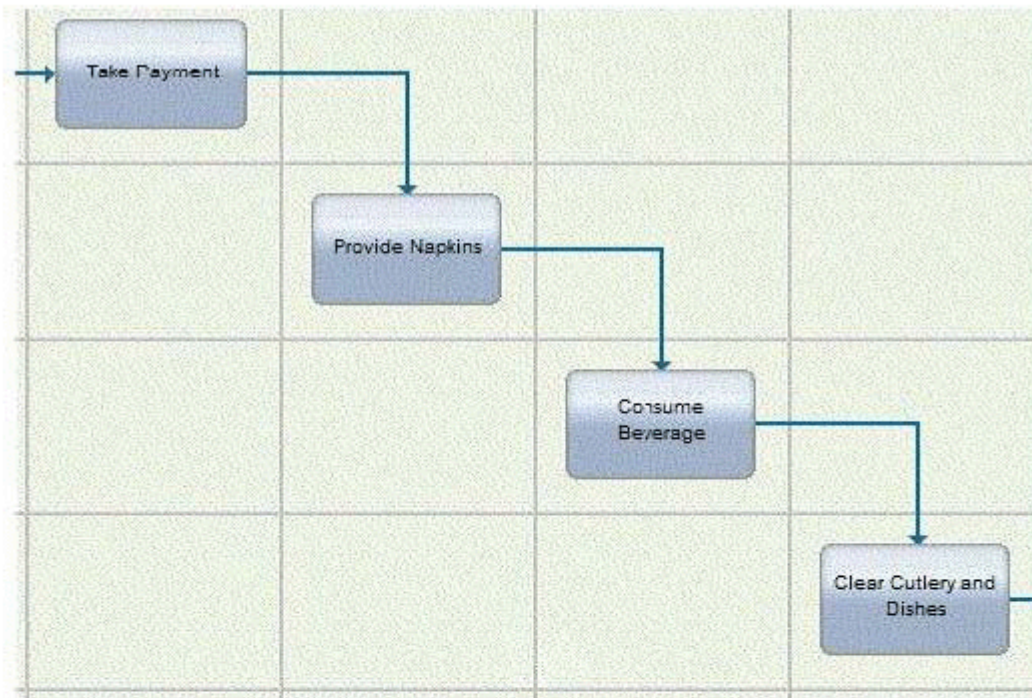 Take Payment
Provide Napkins
Consume
Beverage
Clear Cutlery and
Dishes